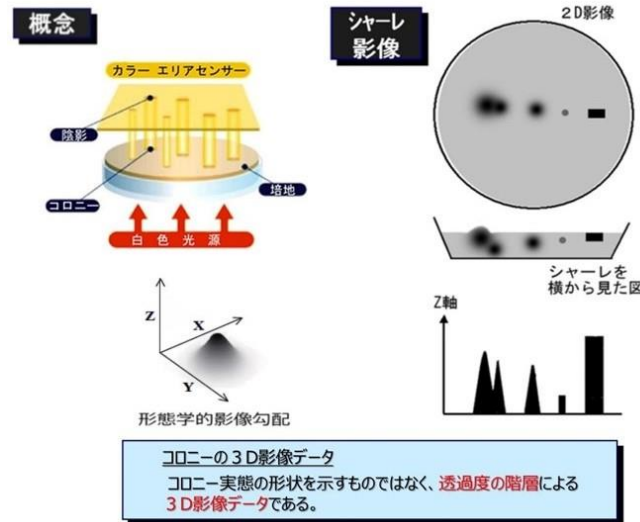 概念
カラー エリアセンサー
陰影
コロニー
培地
白色光源
Z
X
Y
形態学的影像勾配
シャーレ
影像
2D影像
シャーレを
横から見た図
Z軸
コロニーの3D影像データ
コロニー実態の形状を示すものではなく、透過度の階層による
3D影像データである。